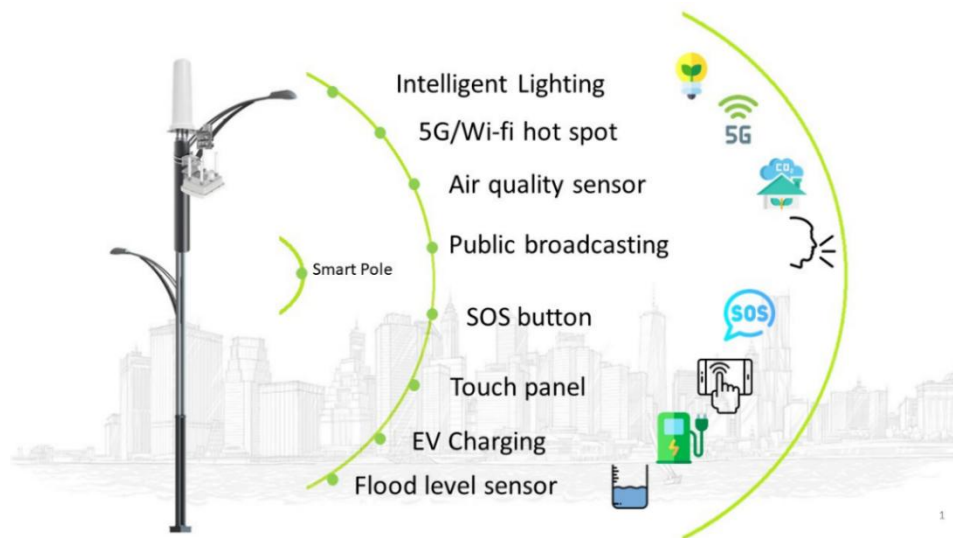 Intelligent Lighting
5G/Wi-fi hot spot
5G
Air quality sensor
CO₂
Public broadcasting
Smart Pole
SOS button
SOS
Touch panel
EV Charging
Flood level sensor
1